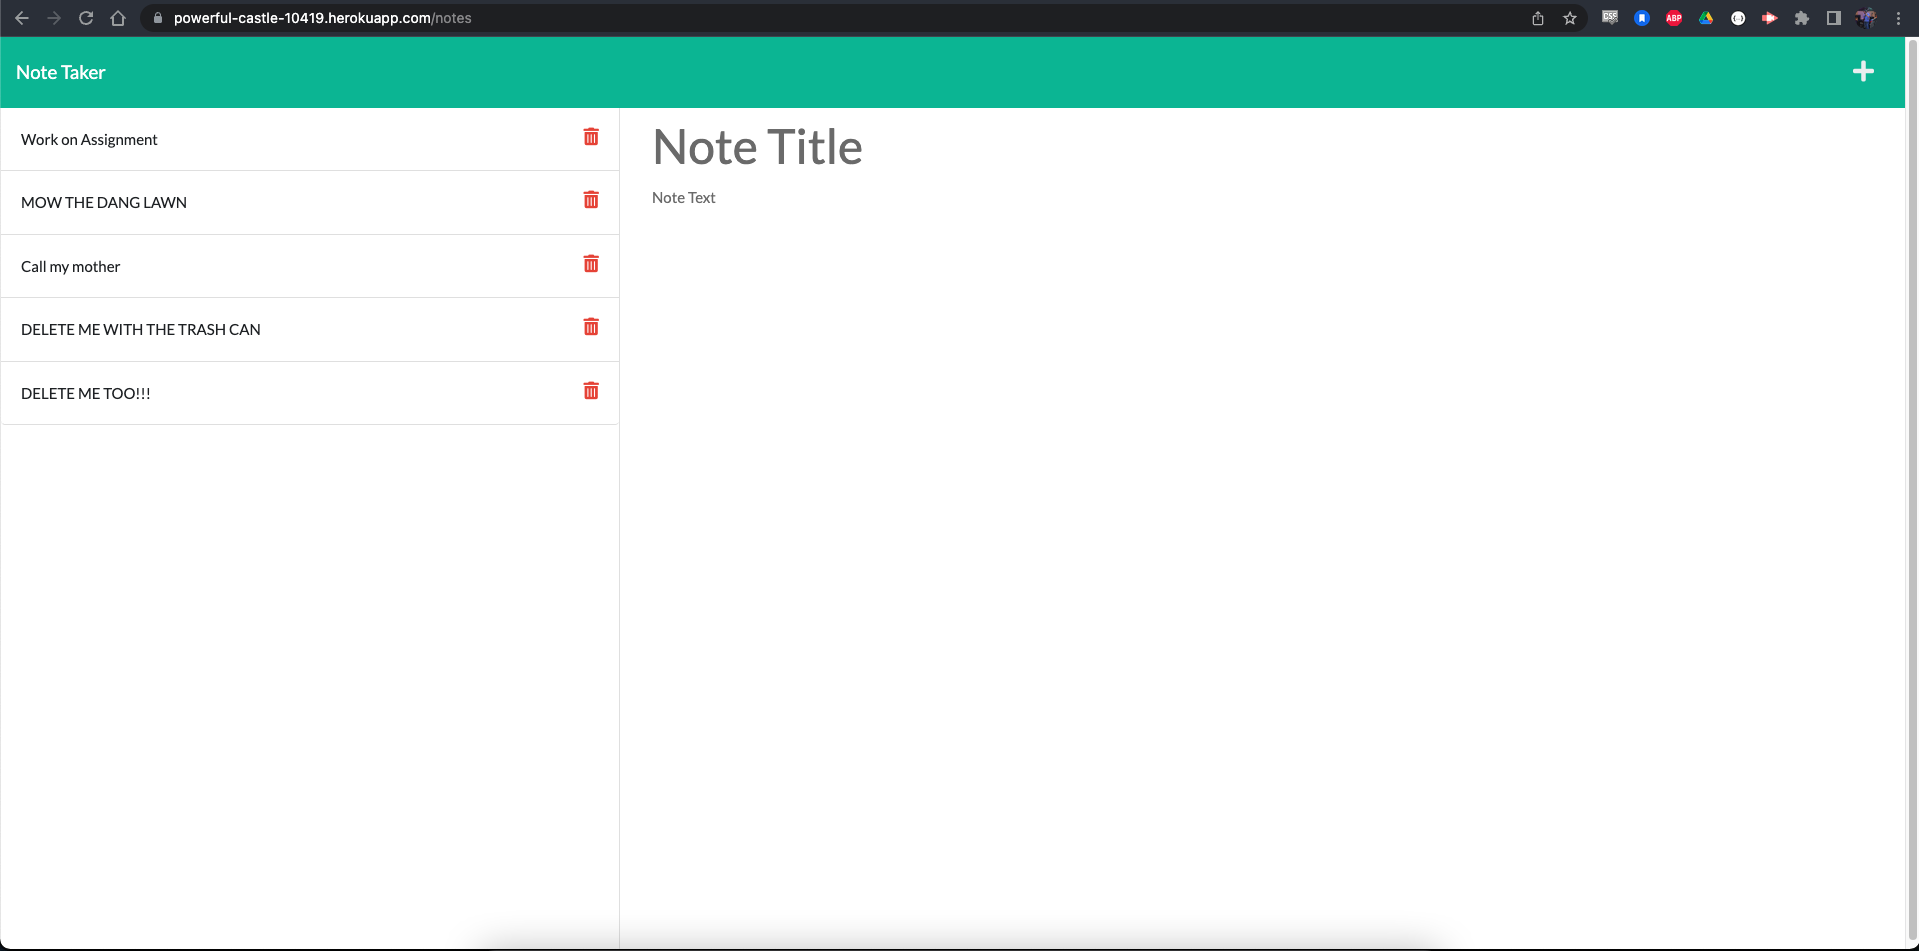 powerful-castle-10419.herokuapp.com/notes
CSS
ABP
Note Taker
Work on Assignment
MOW THE DANG LAWN
Call my mother
DELETE ME WITH THE TRASH CAN
DELETE ME TOO!!!
Note Title
Note Text